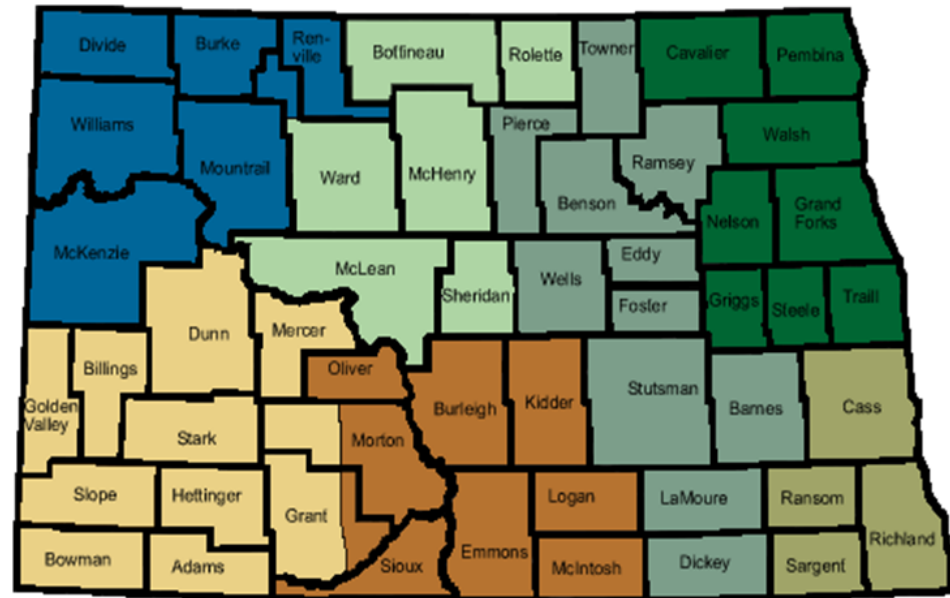 Divide
Burke
Ren-
ville
Bottineau
Rolette
Towner
Cavalier
Pembina
Williams
Mountrail
Ward
McHenry
Pierce
Benson
Ramsey
Walsh
Nelson
Grand
Forks
McKenzie
McLean
Sheridan
Wells
Eddy
Foster
Griggs
Steele
Traill
Dunn
Mercer
Oliver
Billings
Golden
Valley
Stark
Morton
Burleigh
Kidder
Stutsman
Barnes
Cass
Slope
Hettinger
Grant
Logan
LaMoure
Ransom
Richland
Bowman
Adams
Sioux
Emmons
McIntosh
Dickey
Sargent